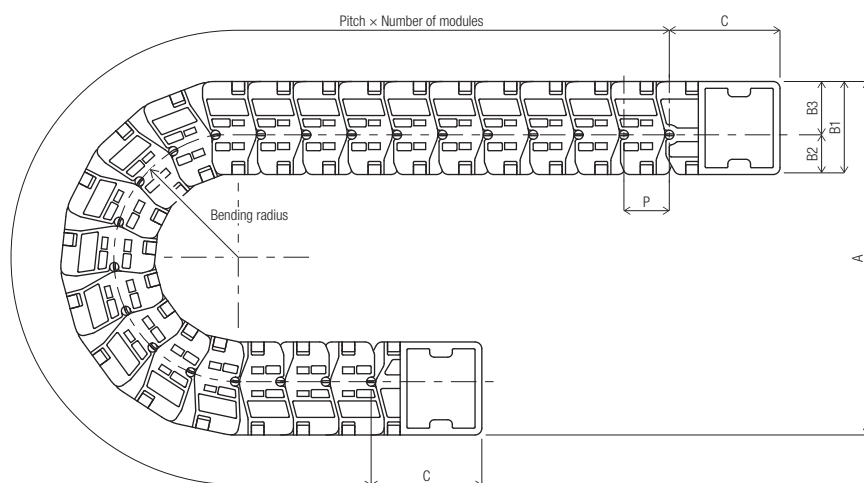 Pitch × Number of modules
C
B3
B1
B2
P
Bending radius
A
C